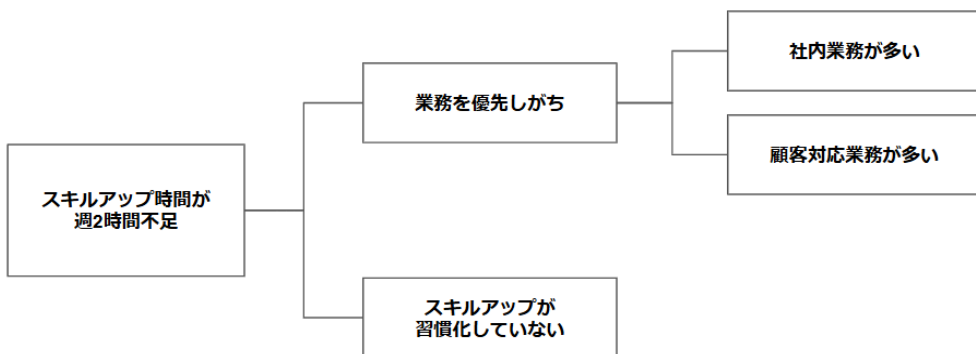 スキルアップ時間が
週2時間不足
業務を優先しがち
社内業務が多い
顧客対応業務が多い
スキルアップが
習慣化していない